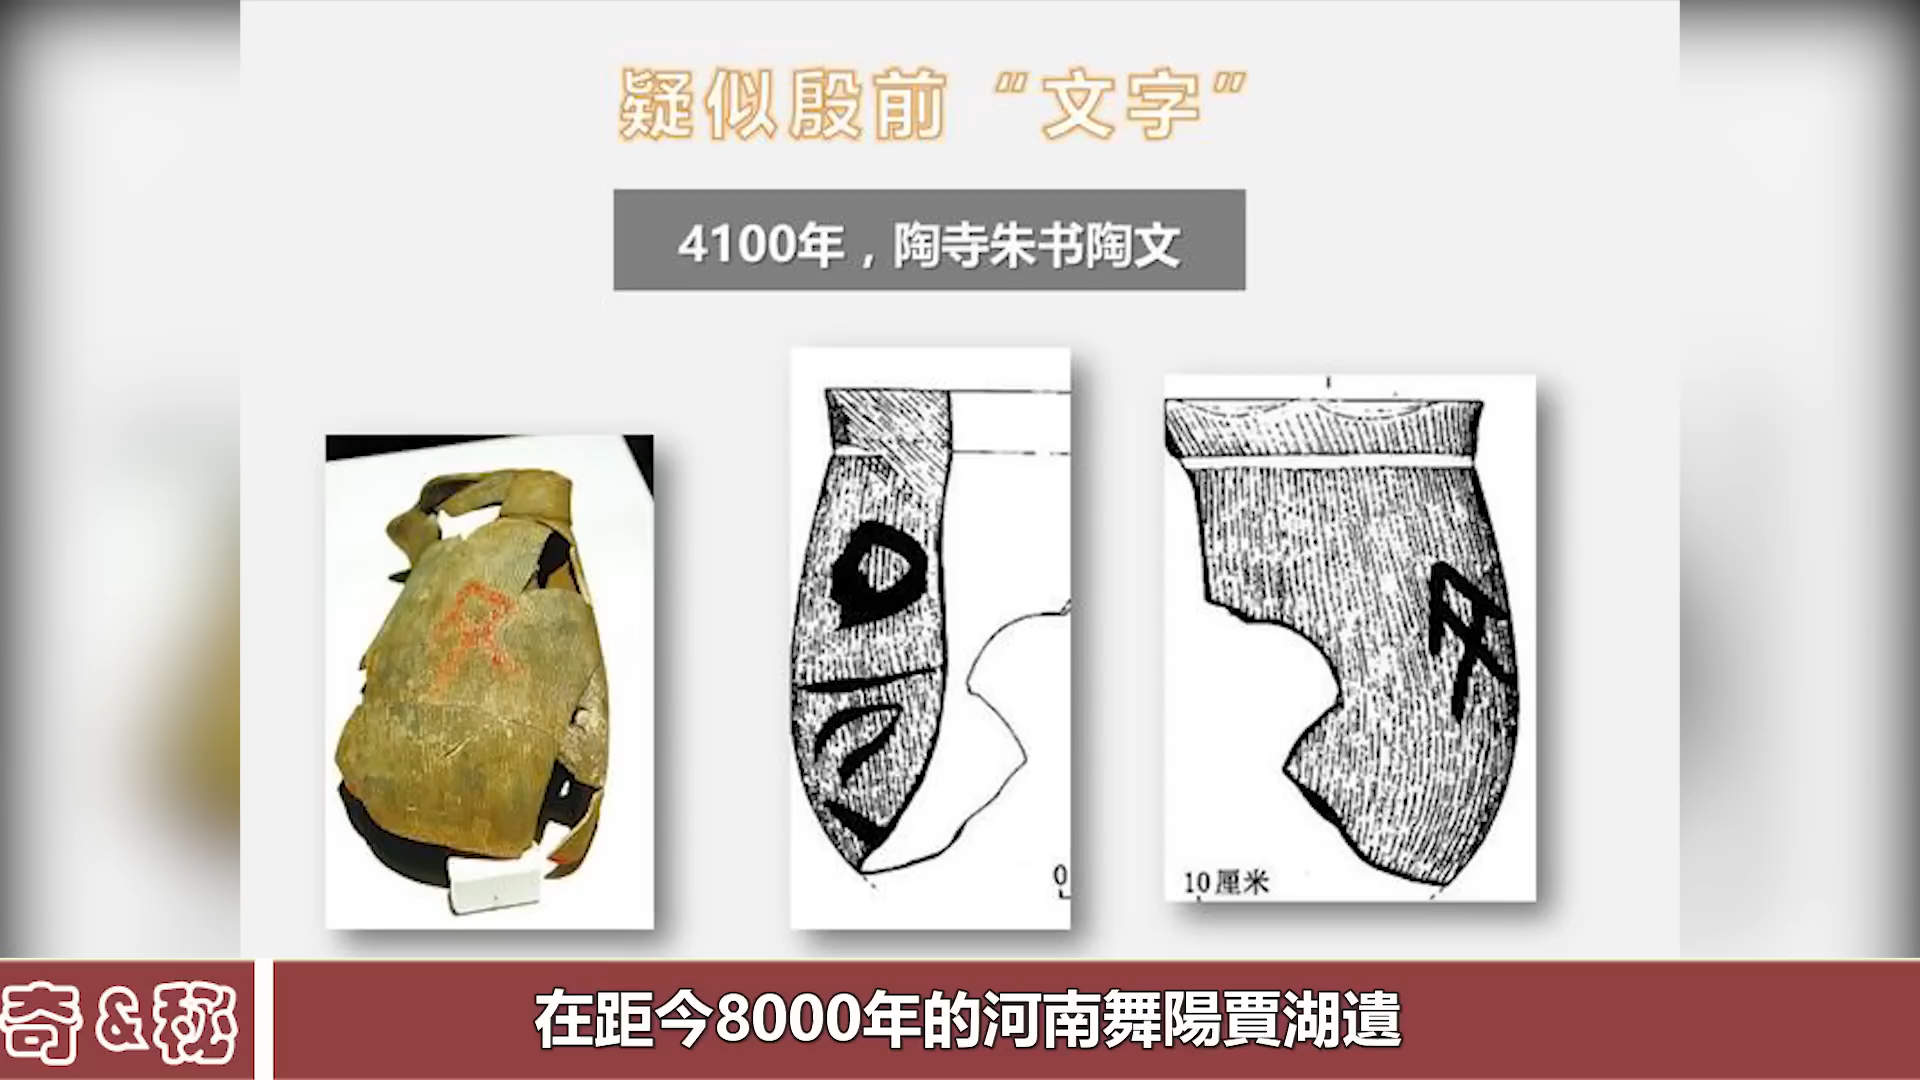 疑似殷前“文字”
4100年，陶寺朱书陶文
0
10厘米
奇&秘
在距今8000年的河南舞陽賈湖遺